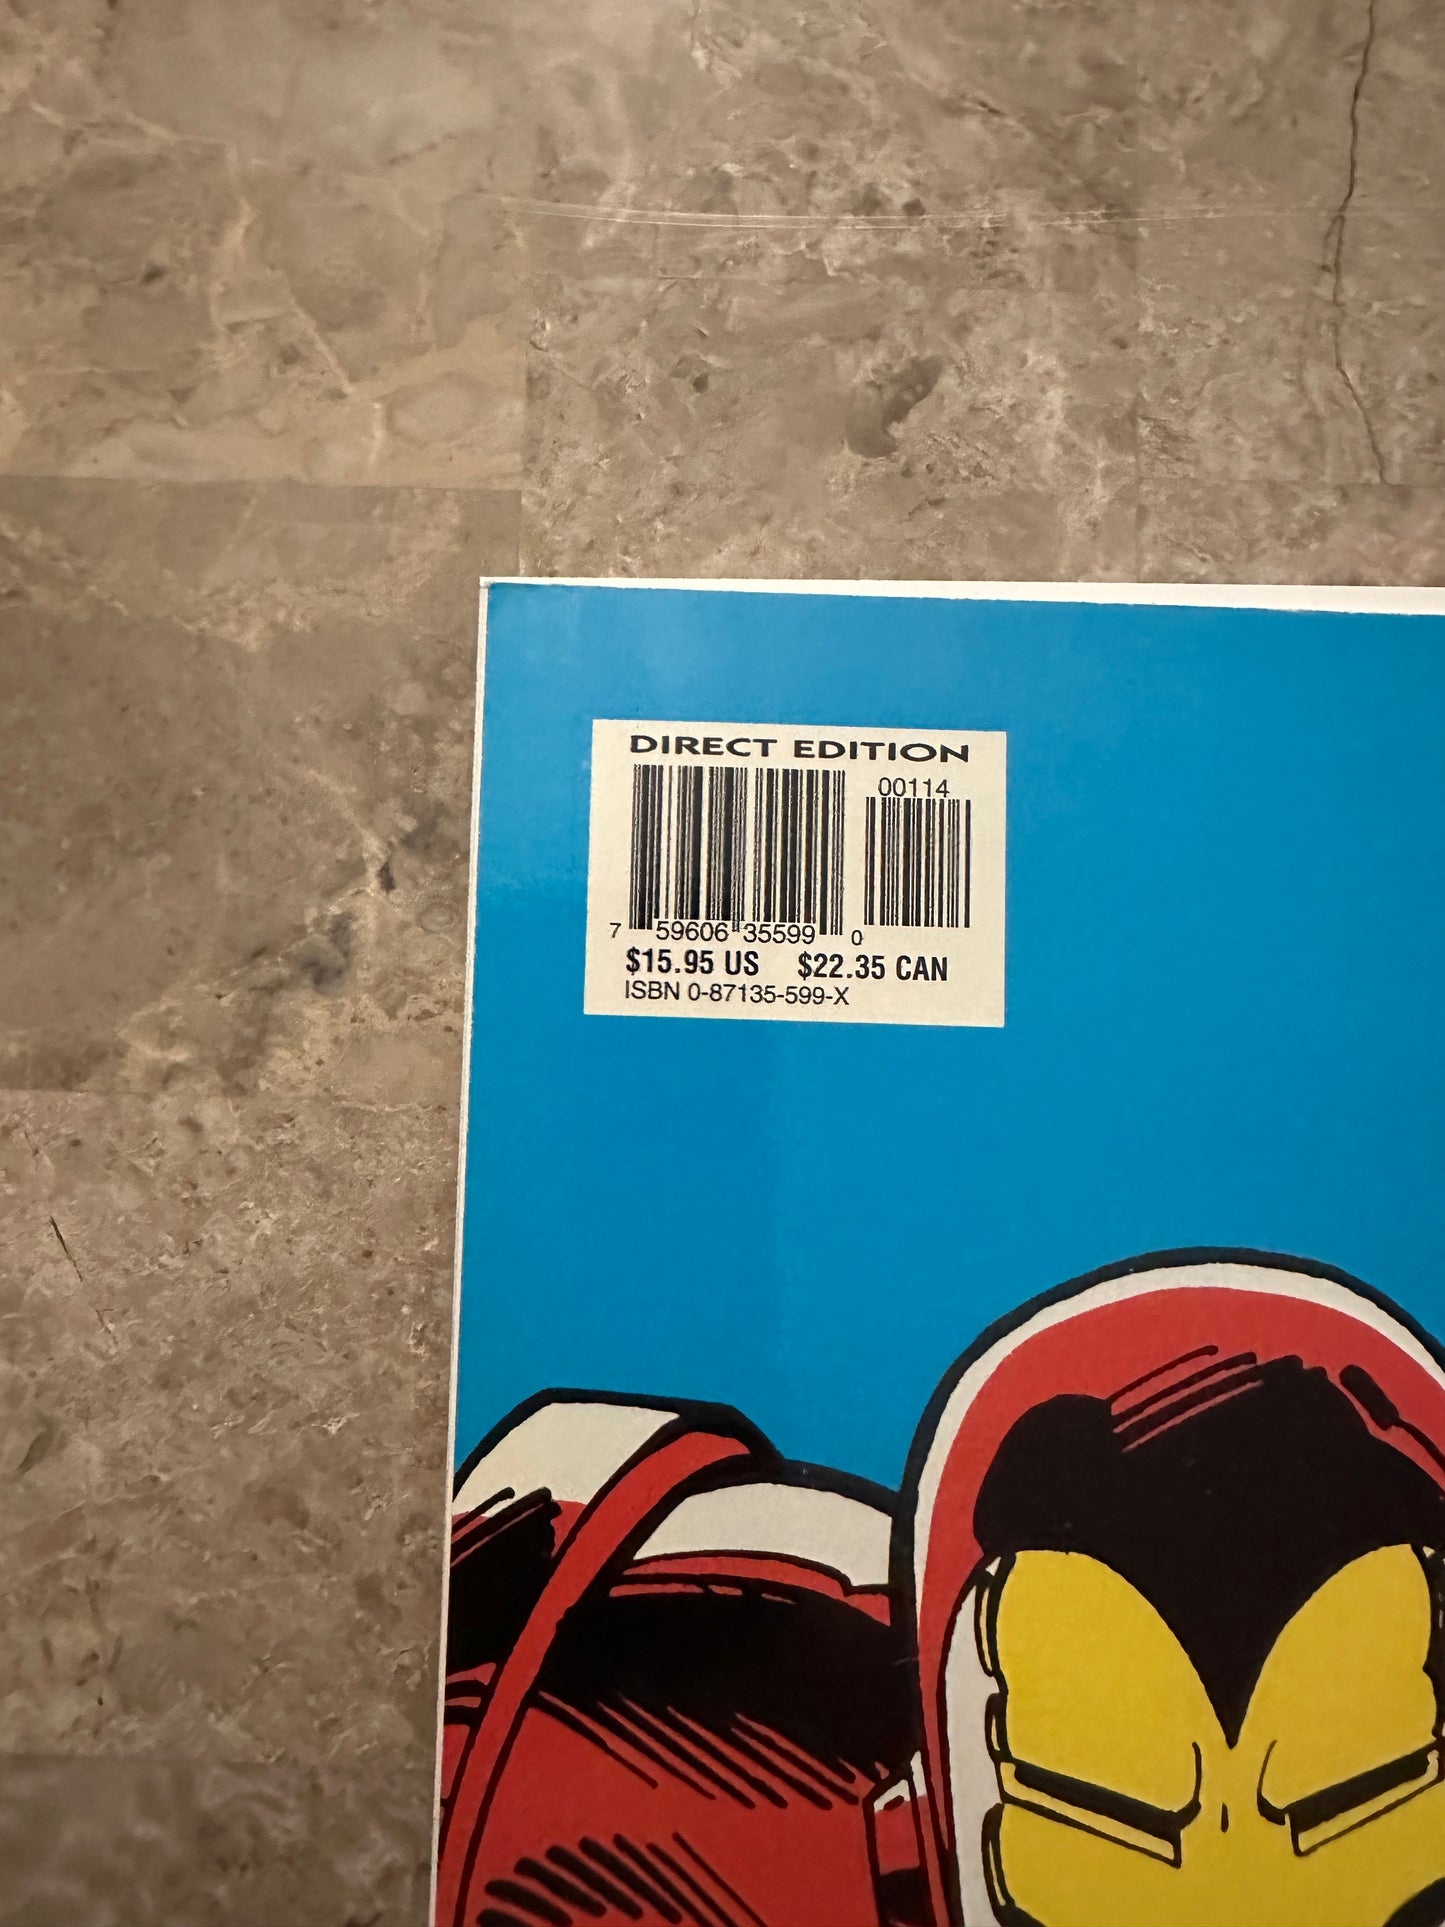 DIRECT EDITION
00114
7 59606 35599 0
$15.95 US $22.35 CAN
ISBN 0-87135-599-X